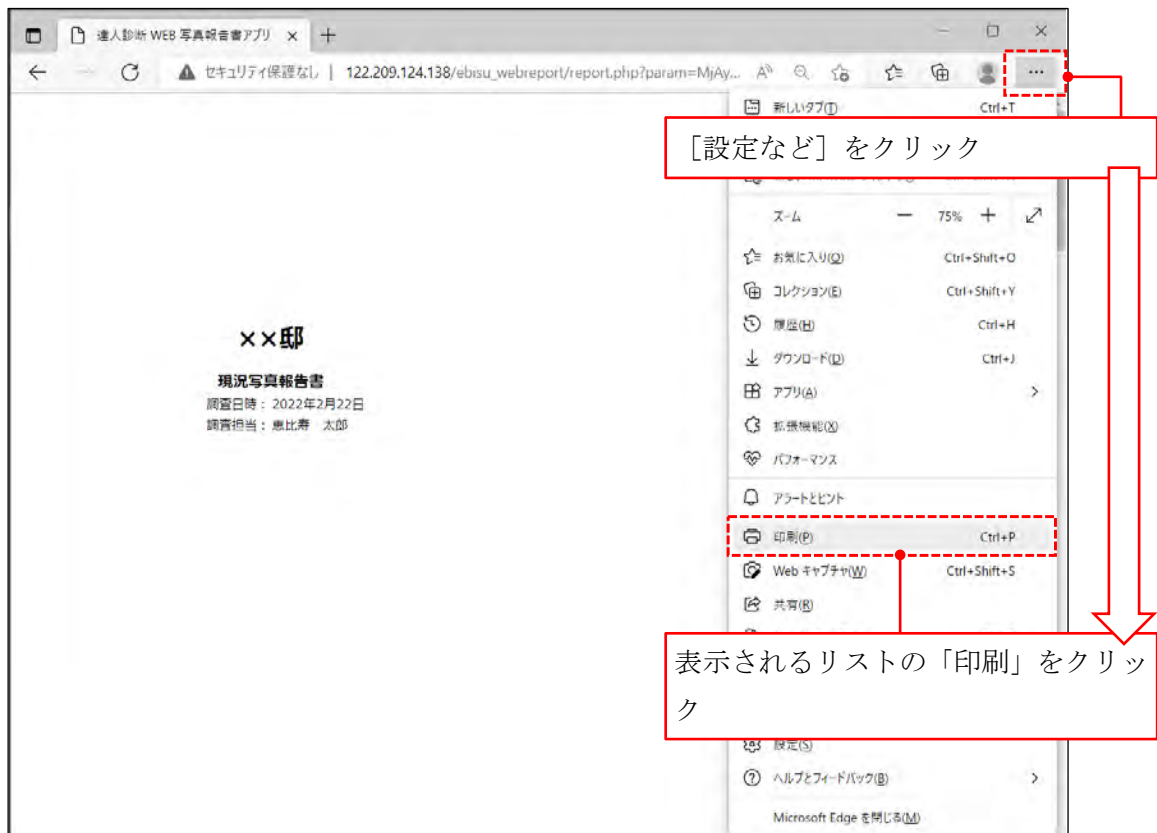 達人診断 WEB 写真報告書アプリ
セキュリティ保護なし | 122.209.124.138/ebisu_webreport/report.php?param=MjAy...
新しいタブ(T) Ctrl+T
[設定など]をクリック
ズーム 75%
お気に入り(O) Ctrl+Shift+O
コレクション(E) Ctrl+Shift+Y
履歴(H) Ctrl+H
ダウンロード(D) Ctrl+J
アプリ(A)
拡張機能(X)
パフォーマンス
アラートとヒント
印刷(P) Ctrl+P
Web キャプチャ(W) Ctrl+Shift+S
共有(R)
表示されるリストの「印刷」をクリッ
ク
設定(S)
ヘルプとフィードバック(B)
Microsoft Edge を閉じる(M)
××邸
現況写真報告書
調査日時: 2022年2月22日
調査担当: 恵比寿 太郎